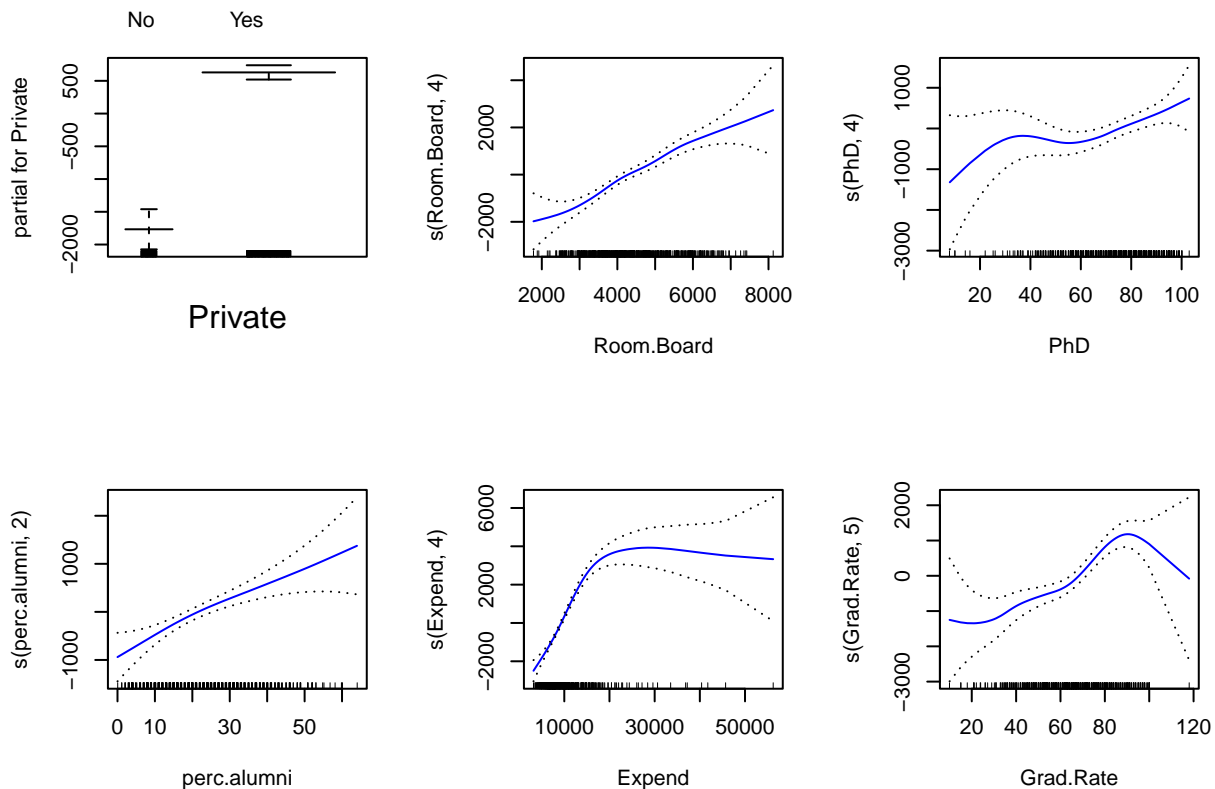 No Yes
partial for Private
500
−500
−2000
Private
s(Room.Board, 4)
2000
−2000
2000 4000 6000 8000
Room.Board
s(PhD, 4)
1000
−1000
−3000
20 40 60 80 100
PhD
s(perc.alumni, 2)
1000
−1000
0 10 30 50
perc.alumni
s(Expend, 4)
6000
2000
−2000
10000 30000 50000
Expend
s(Grad.Rate, 5)
2000
0
−3000
20 40 60 80 120
Grad.Rate